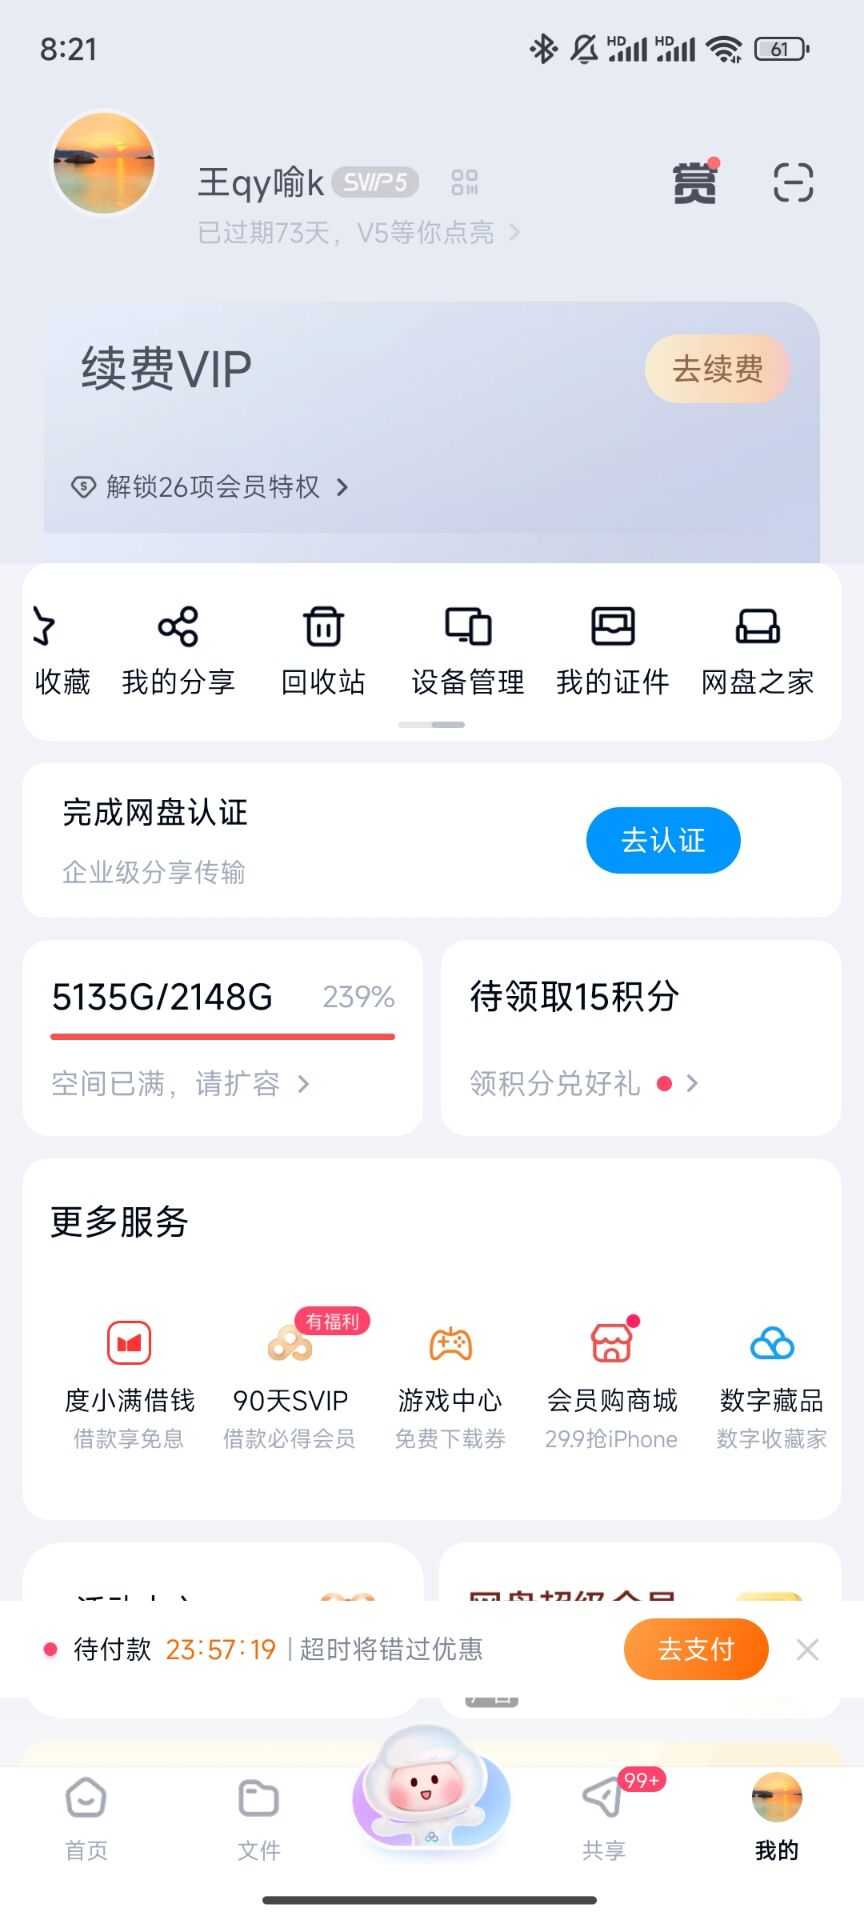 8:21
HD HD 61
王qy喻k SVIP5
赏
已过期73天，V5等你点亮
续费VIP
去续费
解锁26项会员特权
收藏 我的分享 回收站 设备管理 我的证件 网盘之家
完成网盘认证
企业级分享传输
去认证
5135G/2148G 239%
空间已满，请扩容
待领取15积分
领积分兑好礼
更多服务
有福利
度小满借钱 90天SVIP 游戏中心 会员购商城 数字藏品
借款享免息 借款必得会员 免费下载券 29.9抢iPhone 数字收藏家
网盘超级会员
待付款 23:57:19 | 超时将错过优惠
去支付
99+
首页 文件 共享 我的